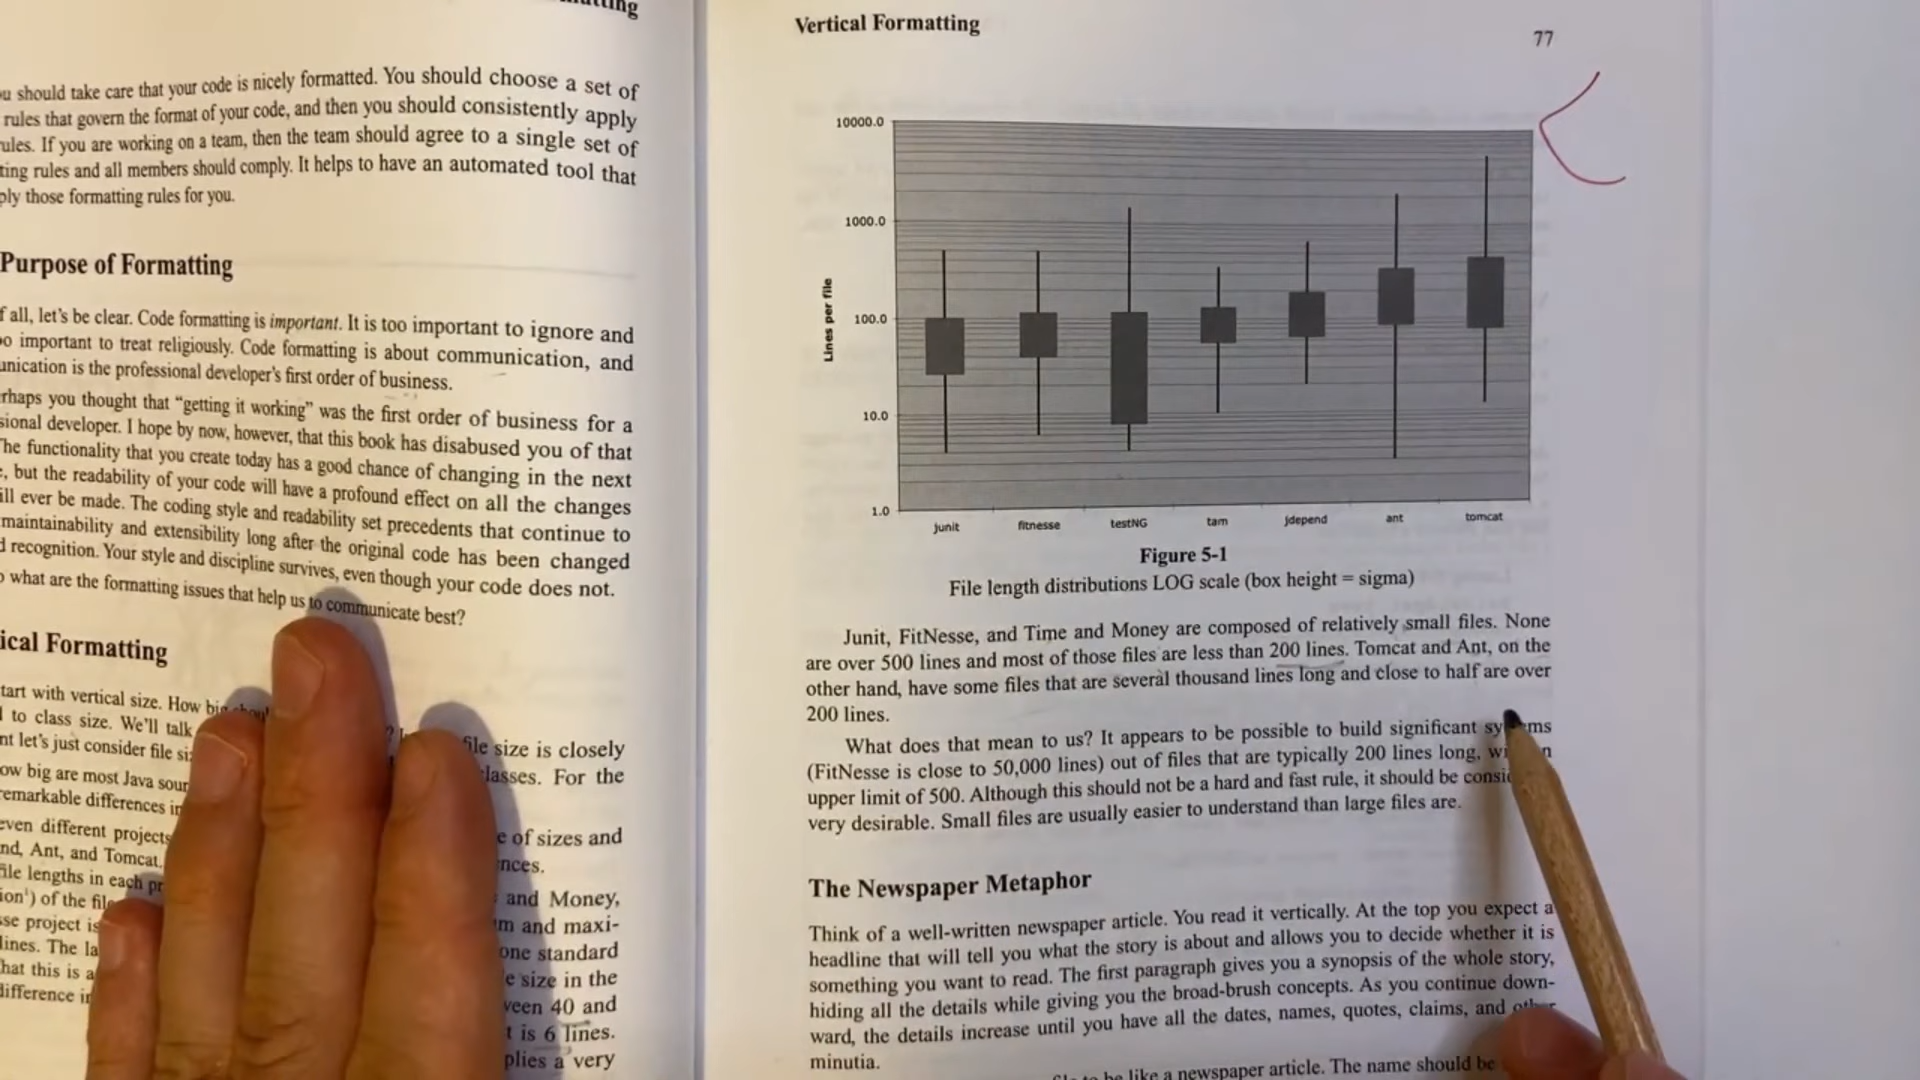 u should take care that your code is nicely formatted. You should choose a set of
rules that govern the format of your code, and then you should consistently apply
ules. If you are working on a team, then the team should agree to a single set of
ting rules and all members should comply. It helps to have an automated tool that
ply those formatting rules for you.
Purpose of Formatting
f all, let's be clear. Code formatting is important. It is too important to ignore and
o important to treat religiously. Code formatting is about communication, and
unication is the professional developer's first order of business.
rhaps you thought that "getting it working" was the first order of business for a
sional developer. I hope by now, however, that this book has disabused you of that
The functionality that you create today has a good chance of changing in the next
, but the readability of your code will have a profound effect on all the changes
ill ever be made. The coding style and readability set precedents that continue to
maintainability and extensibility long after the original code has been changed
d recognition. Your style and discipline survives, even though your code does not.
o what are the formatting issues that help us to communicate best?
ical Formatting
tart with vertical size. How big
l to class size. We'll talk file size is closely
nt let's just consider file si lasses. For the
ow big are most Java sour
remarkable differences in e of sizes and
even different projects nces.
nd, Ant, and Tomcat. and Money,
file lengths in each pr m and maxi-
ion') of the file one standard
sse project is e size in the
lines. The la veen 40 and
that this is a t is 6 lines.
difference in plies a very
Vertical Formatting
77
10000.0
1000.0
100.0
10.0
1.0
Lines per file
junit fitnesse testNG tam jdepend ant tomcat
Figure 5-1
File length distributions LOG scale (box height = sigma)
Junit, FitNesse, and Time and Money are composed of relatively small files. None
are over 500 lines and most of those files are less than 200 lines. Tomcat and Ant, on the
other hand, have some files that are several thousand lines long and close to half are over
200 lines.
What does that mean to us? It appears to be possible to build significant sy ms
(FitNesse is close to 50,000 lines) out of files that are typically 200 lines long, wi n
upper limit of 500. Although this should not be a hard and fast rule, it should be consi
very desirable. Small files are usually easier to understand than large files are.
The Newspaper Metaphor
Think of a well-written newspaper article. You read it vertically. At the top you expect a
headline that will tell you what the story is about and allows you to decide whether it is
something you want to read. The first paragraph gives you a synopsis of the whole story,
hiding all the details while giving you the broad-brush concepts. As you continue down-
ward, the details increase until you have all the dates, names, quotes, claims, and other
minutia.
to be like a newspaper article. The name should be